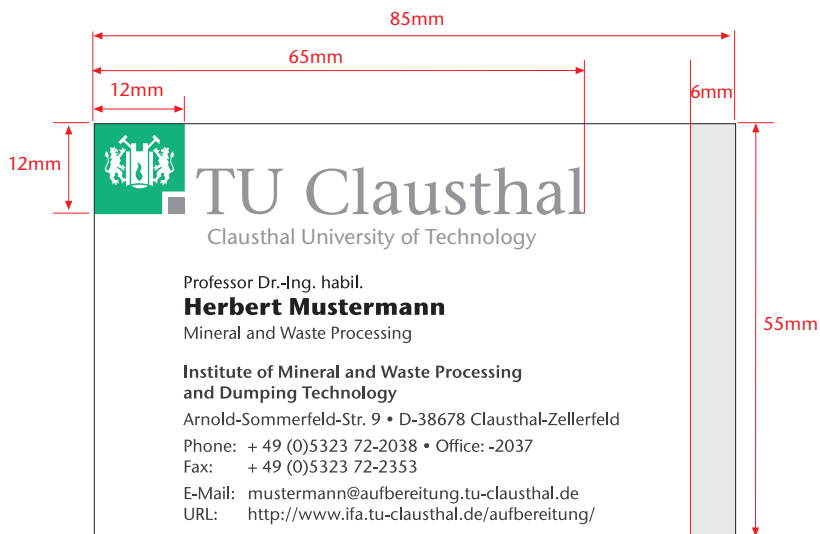 85mm
65mm
12mm
6mm
12mm
TU Clausthal
Clausthal University of Technology
Professor Dr.-Ing. habil.
Herbert Mustermann
Mineral and Waste Processing
55mm
Institute of Mineral and Waste Processing
and Dumping Technology
Arnold-Sommerfeld-Str. 9 • D-38678 Clausthal-Zellerfeld
Phone: + 49 (0)5323 72-2038 • Office: -2037
Fax: + 49 (0)5323 72-2353
E-Mail: mustermann@aufbereitung.tu-clausthal.de
URL: http://www.ifa.tu-clausthal.de/aufbereitung/